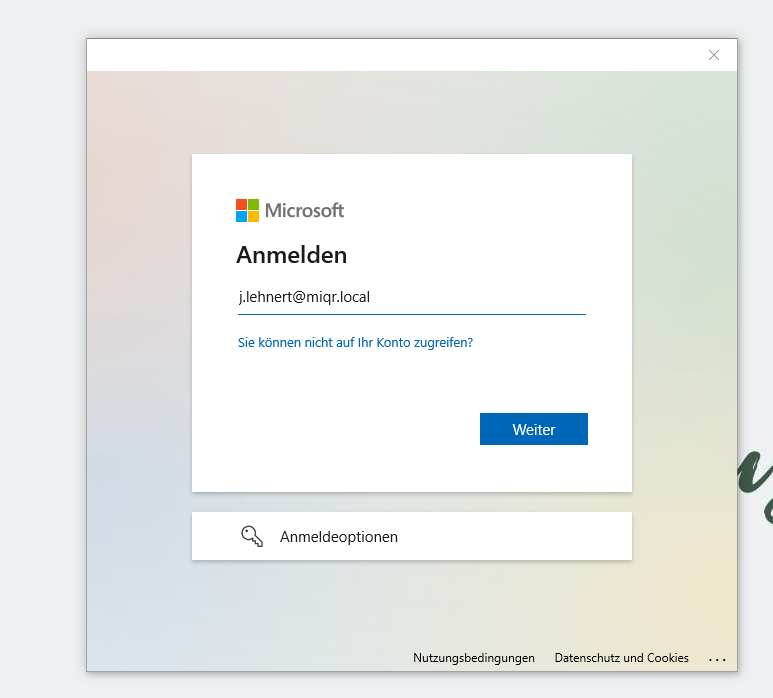 Microsoft
Anmelden
j.lehnert@miqr.local
Sie können nicht auf Ihr Konto zugreifen?
Weiter
Anmeldeoptionen
Nutzungsbedingungen Datenschutz und Cookies ...